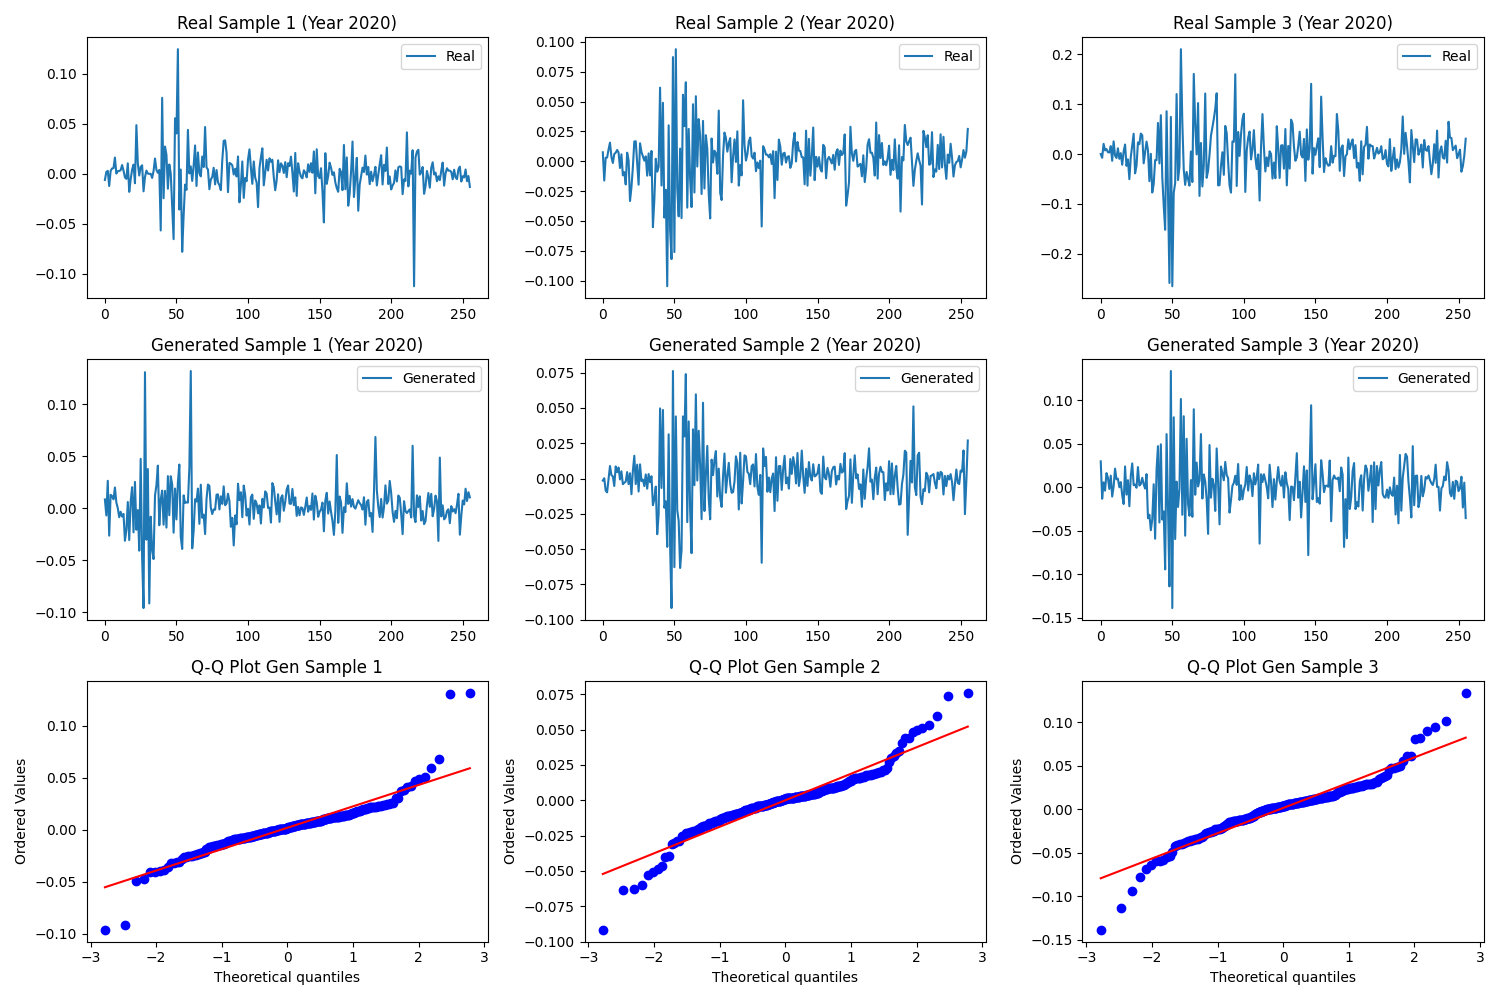 Real Sample 1 (Year 2020)
Real
0.10
0.05
0.00
−0.05
−0.10
0 50 100 150 200 250
Real Sample 2 (Year 2020)
Real
0.100
0.075
0.050
0.025
0.000
−0.025
−0.050
−0.075
−0.100
0 50 100 150 200 250
Real Sample 3 (Year 2020)
Real
0.2
0.1
0.0
−0.1
−0.2
0 50 100 150 200 250
Generated Sample 1 (Year 2020)
Generated
0.10
0.05
0.00
−0.05
−0.10
0 50 100 150 200 250
Generated Sample 2 (Year 2020)
Generated
0.075
0.050
0.025
0.000
−0.025
−0.050
−0.075
−0.100
0 50 100 150 200 250
Generated Sample 3 (Year 2020)
Generated
0.10
0.05
0.00
−0.05
−0.10
−0.15
0 50 100 150 200 250
Q-Q Plot Gen Sample 1
Ordered Values
0.10
0.05
0.00
−0.05
−0.10
−3 −2 −1 0 1 2 3
Theoretical quantiles
Q-Q Plot Gen Sample 2
Ordered Values
0.075
0.050
0.025
0.000
−0.025
−0.050
−0.075
−0.100
−3 −2 −1 0 1 2 3
Theoretical quantiles
Q-Q Plot Gen Sample 3
Ordered Values
0.10
0.05
0.00
−0.05
−0.10
−0.15
−3 −2 −1 0 1 2 3
Theoretical quantiles